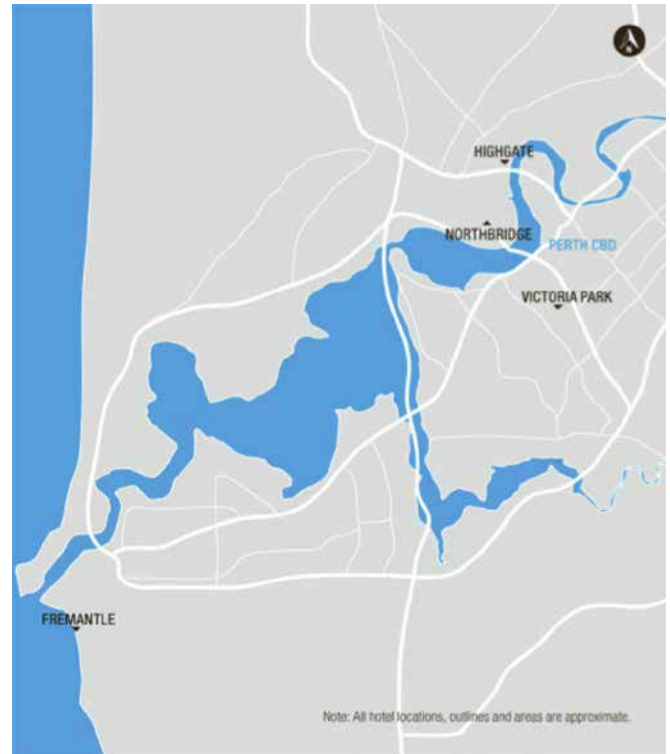 HIGHGATE
NORTHBRIDGE
PERTH CBD
VICTORIA PARK
FREMANTLE
Note: All hotel locations, outlines and areas are approximate.